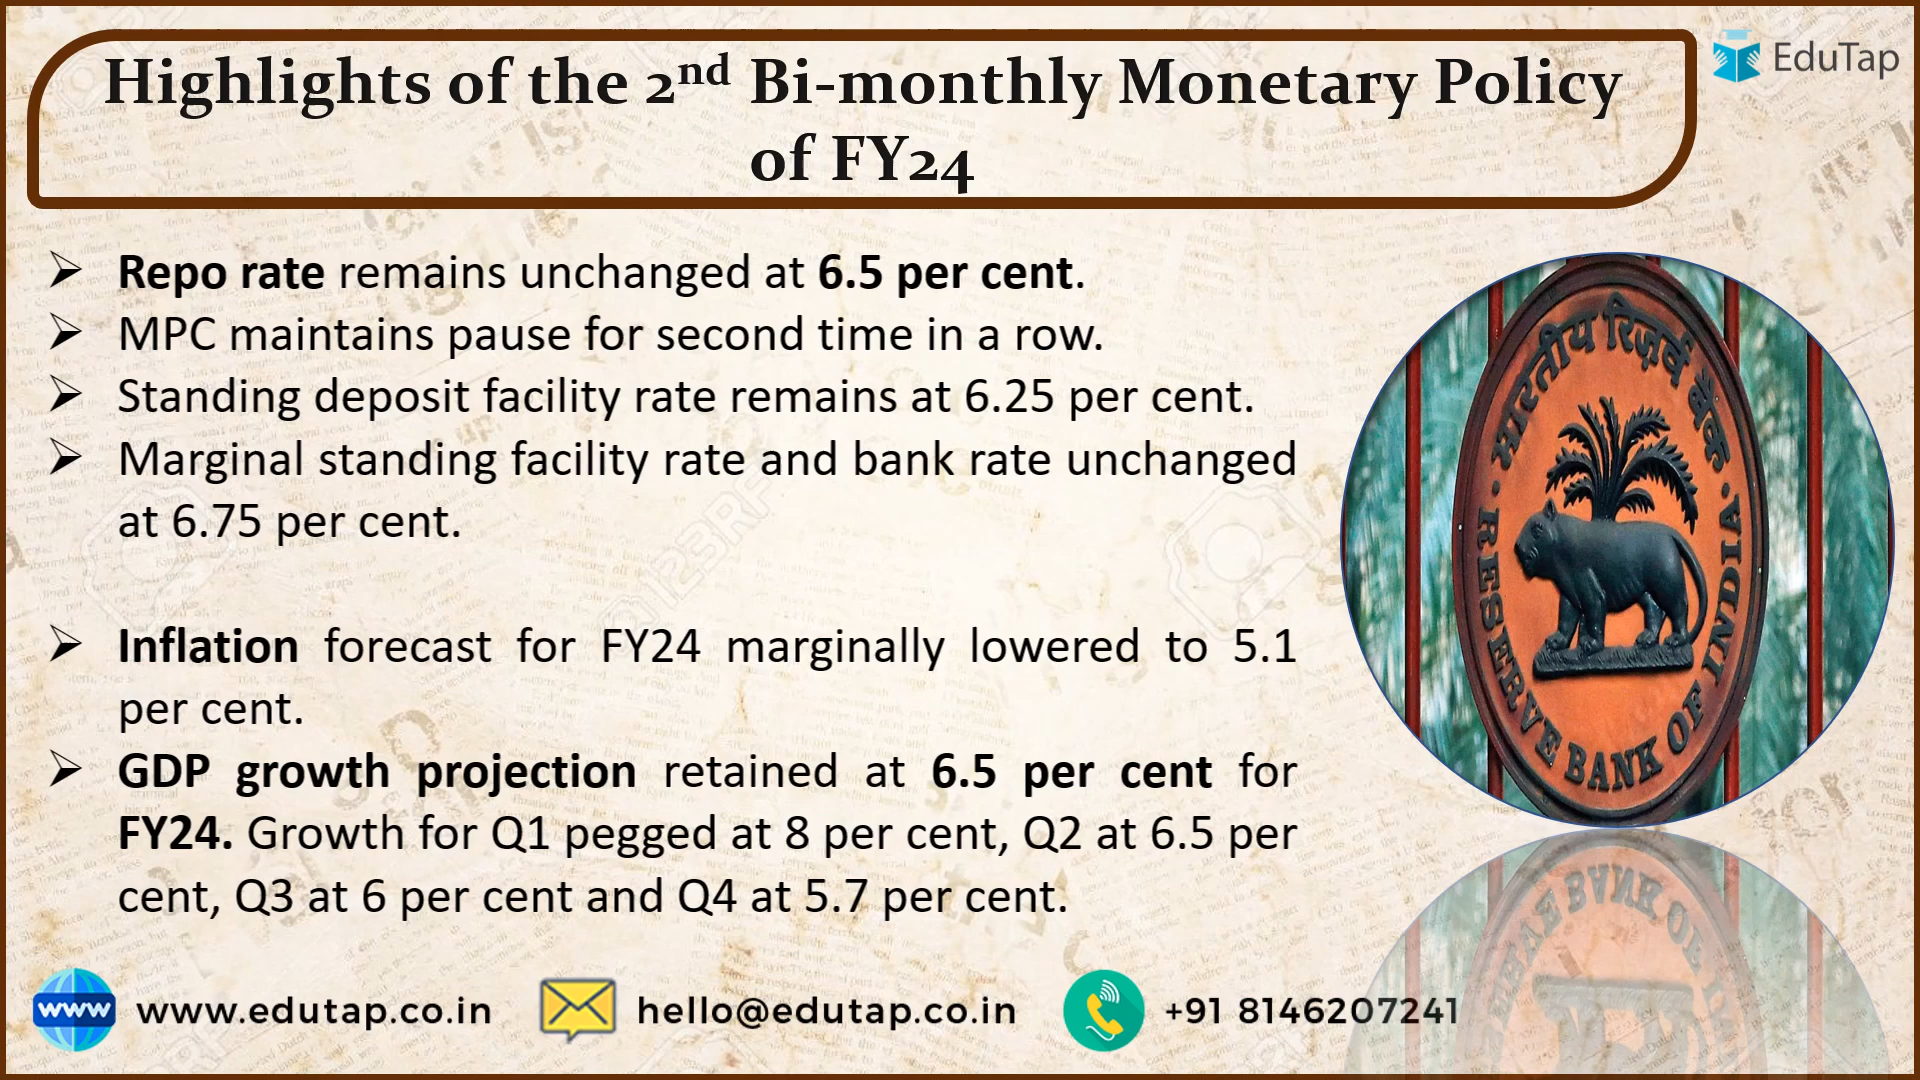 Highlights of the 2nd Bi-monthly Monetary Policy
of FY24
EduTap
➢ Repo rate remains unchanged at 6.5 per cent.
➢ MPC maintains pause for second time in a row.
➢ Standing deposit facility rate remains at 6.25 per cent.
➢ Marginal standing facility rate and bank rate unchanged
at 6.75 per cent.
➢ Inflation forecast for FY24 marginally lowered to 5.1
per cent.
➢ GDP growth projection retained at 6.5 per cent for
FY24. Growth for Q1 pegged at 8 per cent, Q2 at 6.5 per
cent, Q3 at 6 per cent and Q4 at 5.7 per cent.
भारतीय रिज़र्व बैंक
RESERVE BANK OF INDIA
www
www.edutap.co.in
hello@edutap.co.in
+91 8146207241